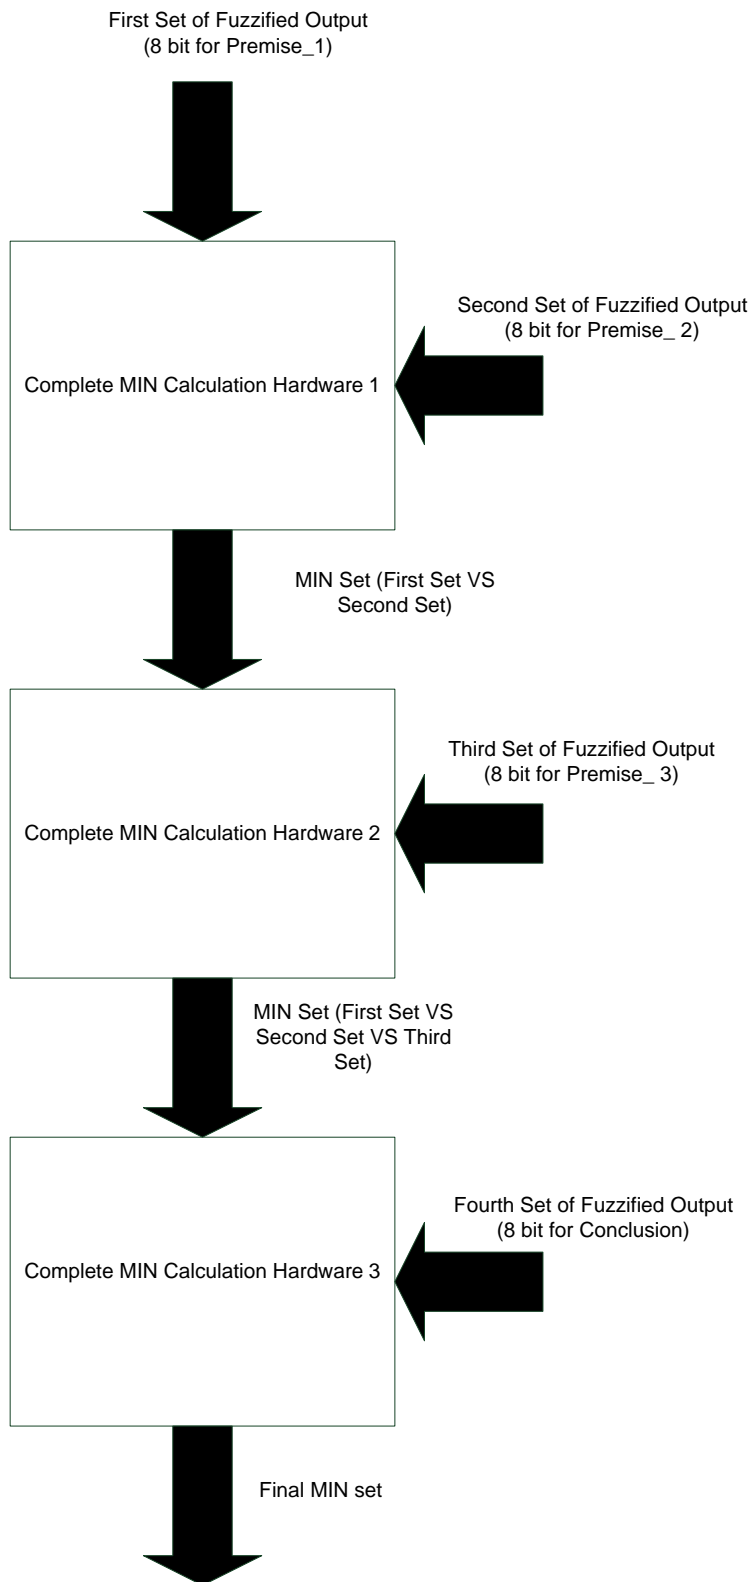 First Set of Fuzzified Output
(8 bit for Premise_1)
Second Set of Fuzzified Output
(8 bit for Premise_ 2)
Complete MIN Calculation Hardware 1
MIN Set (First Set VS
Second Set)
Third Set of Fuzzified Output
(8 bit for Premise_ 3)
Complete MIN Calculation Hardware 2
MIN Set (First Set VS
Second Set VS Third
Set)
Fourth Set of Fuzzified Output
(8 bit for Conclusion)
Complete MIN Calculation Hardware 3
Final MIN set